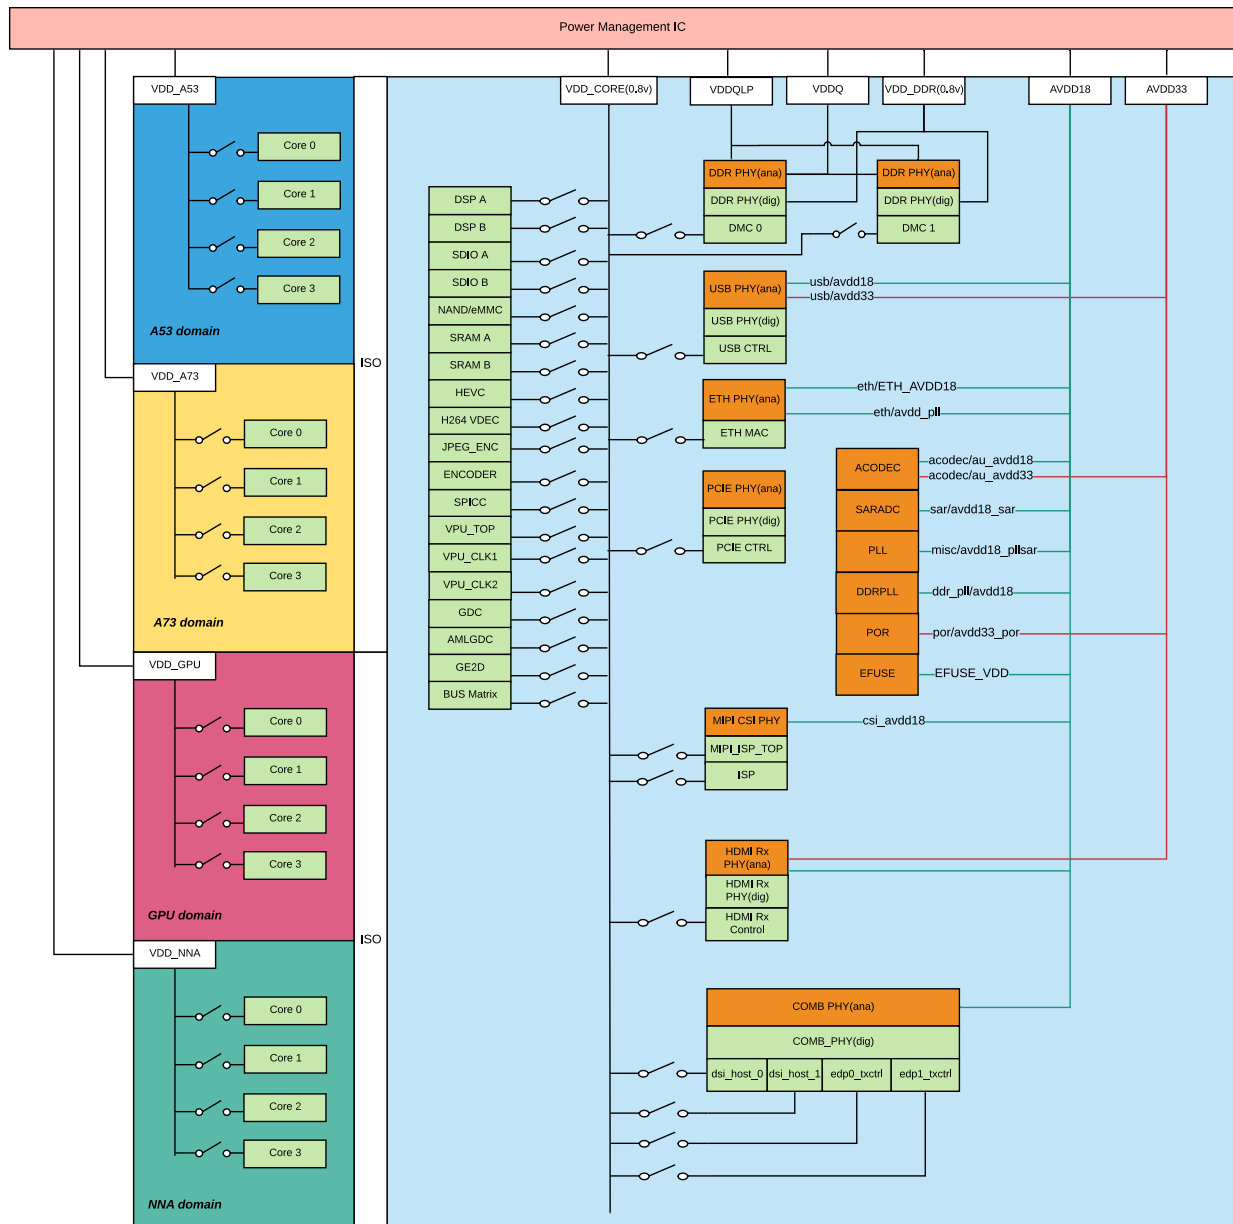 Power Management IC
VDD_A53
VDD_CORE(0.8v)
VDDQLP
VDDQ
VDD_DDR(0.8v)
AVDD18
AVDD33
Core 0
Core 1
Core 2
Core 3
A53 domain
ISO
VDD_A73
Core 0
Core 1
Core 2
Core 3
A73 domain
VDD_GPU
Core 0
Core 1
Core 2
Core 3
GPU domain
ISO
VDD_NNA
Core 0
Core 1
Core 2
Core 3
NNA domain
DSP A
DSP B
SDIO A
SDIO B
NAND/eMMC
SRAM A
SRAM B
HEVC
H264 VDEC
JPEG_ENC
ENCODER
SPICC
VPU_TOP
VPU_CLK1
VPU_CLK2
GDC
AMLGDC
GE2D
BUS Matrix
DDR PHY(ana)
DDR PHY(dig)
DMC 0
DDR PHY(ana)
DDR PHY(dig)
DMC 1
USB PHY(ana)
USB PHY(dig)
USB CTRL
usb/avdd18
usb/avdd33
ETH PHY(ana)
ETH MAC
eth/ETH_AVDD18
eth/avdd_pll
PCIE PHY(ana)
PCIE PHY(dig)
PCIE CTRL
ACODEC
acodec/au_avdd18
acodec/au_avdd33
SARADC
sar/avdd18_sar
PLL
misc/avdd18_pllsar
DDRPLL
ddr_pll/avdd18
POR
por/avdd33_por
EFUSE
EFUSE_VDD
MIPI CSI PHY
csi_avdd18
MIPI_ISP_TOP
ISP
HDMI Rx
PHY(ana)
HDMI Rx
PHY(dig)
HDMI Rx
Control
COMB PHY(ana)
COMB_PHY(dig)
dsi_host_0
dsi_host_1
edp0_txctrl
edp1_txctrl